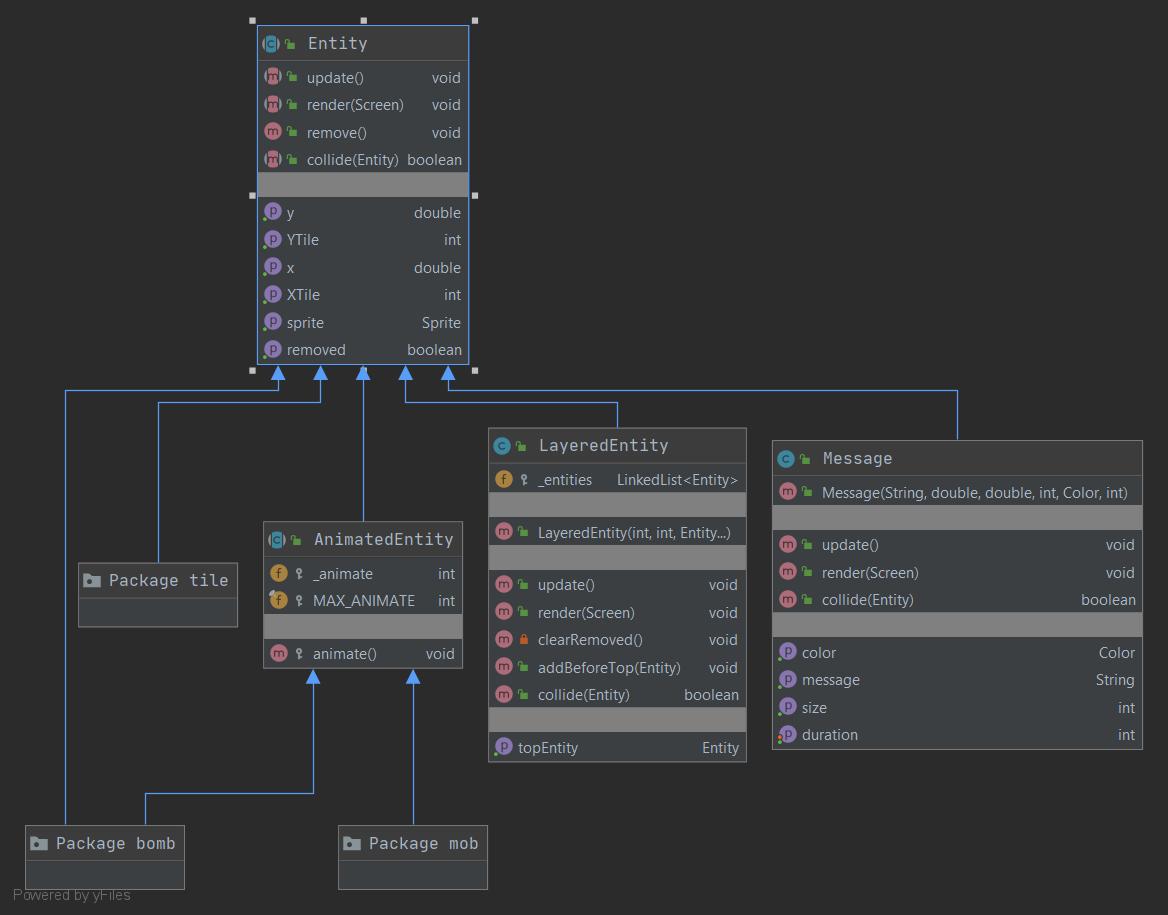 Entity
update() void
render(Screen) void
remove() void
collide(Entity) boolean
y double
YTile int
x double
XTile int
sprite Sprite
removed boolean
LayeredEntity
_entities LinkedList<Entity>
LayeredEntity(int, int, Entity...)
update() void
render(Screen) void
clearRemoved() void
addBeforeTop(Entity) void
collide(Entity) boolean
topEntity Entity
Message
Message(String, double, double, int, Color, int)
update() void
render(Screen) void
collide(Entity) boolean
color Color
message String
size int
duration int
AnimatedEntity
_animate int
MAX_ANIMATE int
animate() void
Package tile
Package bomb
Package mob
Powered by yFiles